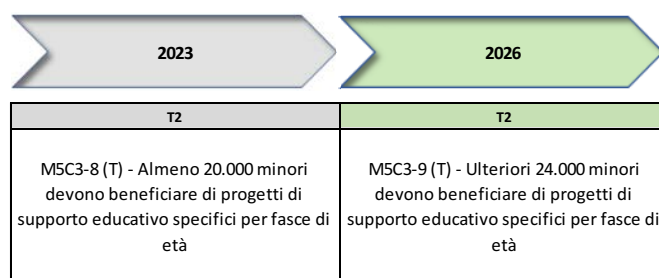 2023
2026
T2
T2
M5C3-8 (T) - Almeno 20.000 minori
devono beneficiare di progetti di
supporto educativo specifici per fasce di
età
M5C3-9 (T) - Ulteriori 24.000 minori
devono beneficiare di progetti di
supporto educativo specifici per fasce di
età